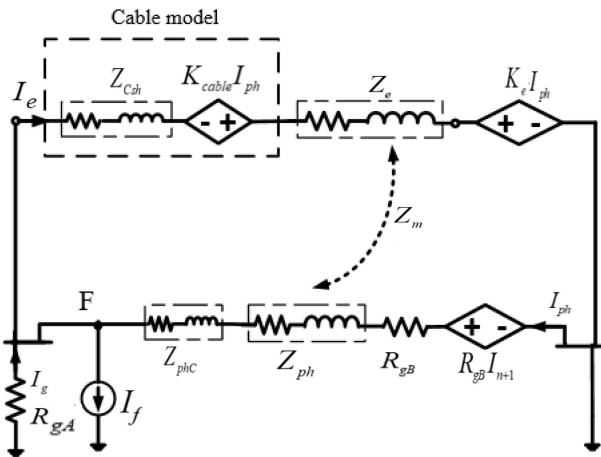 Cable model
Z_Csh
K_cable I_ph
Z_e
K_e I_ph
I_e
Z_m
F
I_ph
Z_phC
Z_ph
R_gB
R_gB I_n+1
I_g
R_gA
I_f